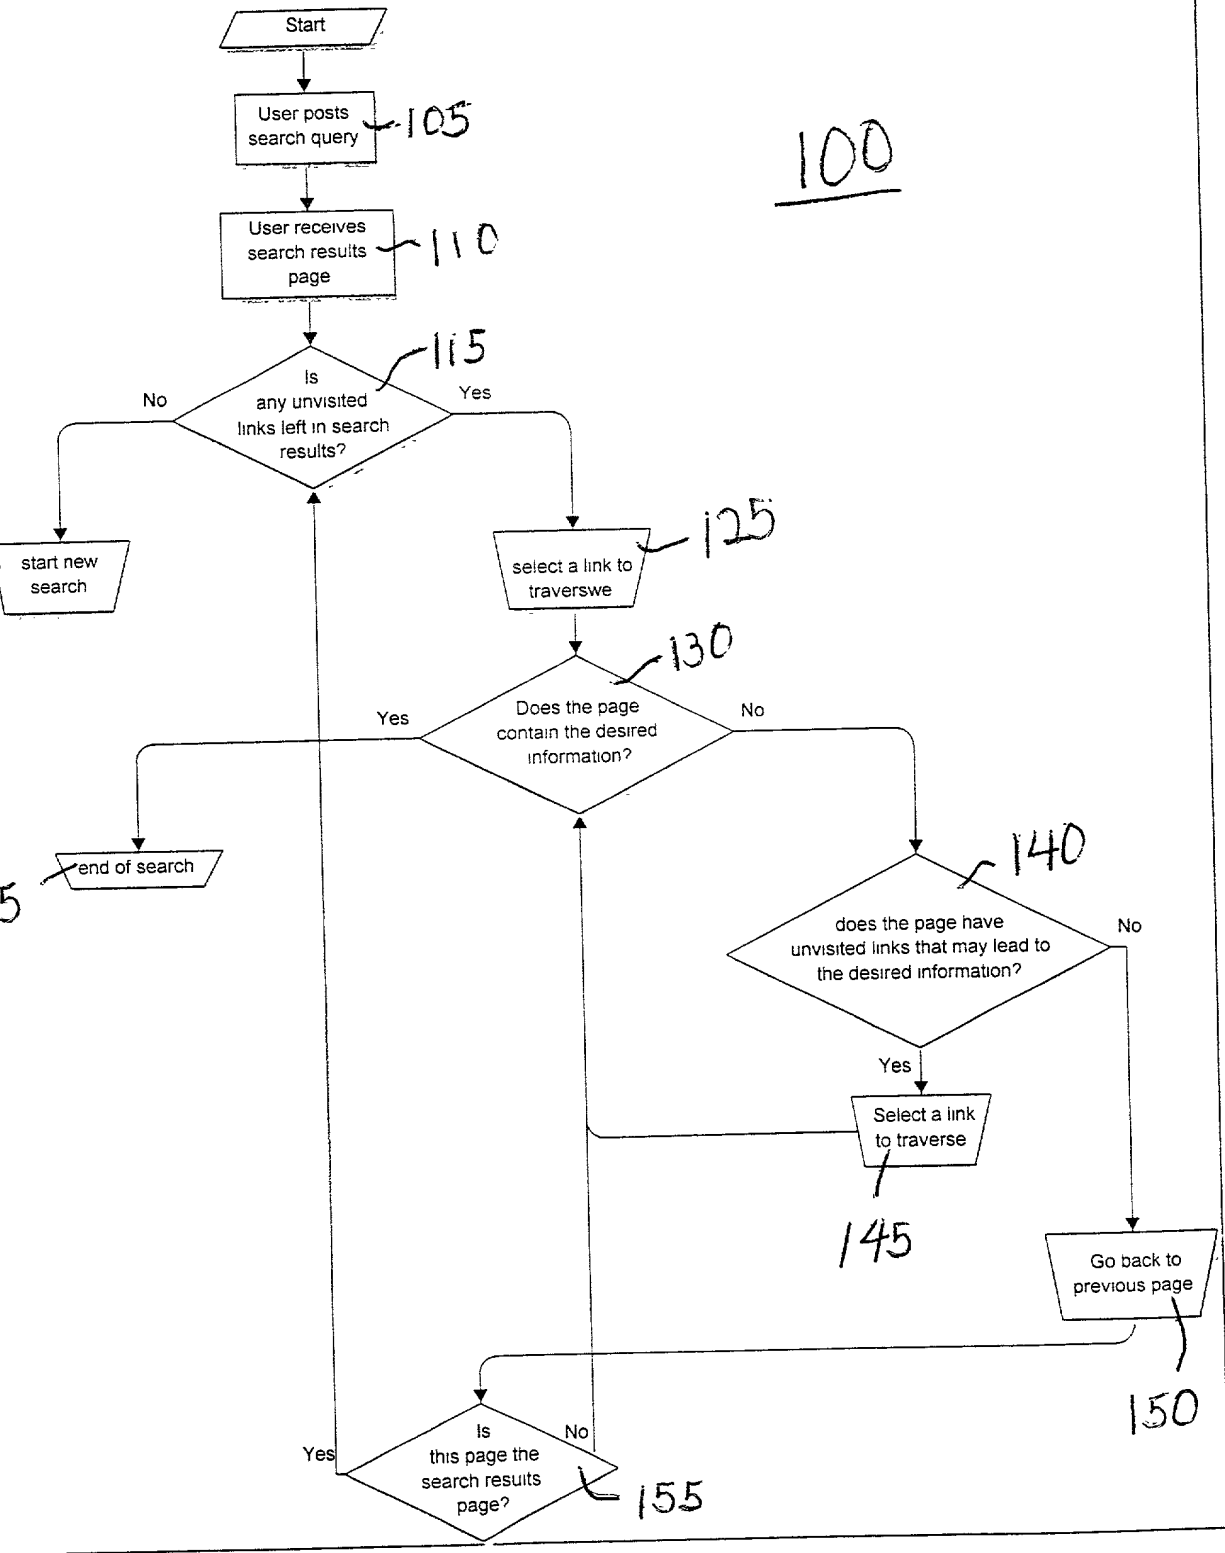 Start
User posts
search query
105
100
User receives
search results
page
110
115
Is
any unvisited
links left in search
results?
No
Yes
start new
search
125
select a link to
traverswe
130
Does the page
contain the desired
information?
Yes
No
end of search
5
140
does the page have
unvisited links that may lead to
the desired information?
No
Yes
Select a link
to traverse
145
Go back to
previous page
150
Is
this page the
search results
page?
No
Yes
155